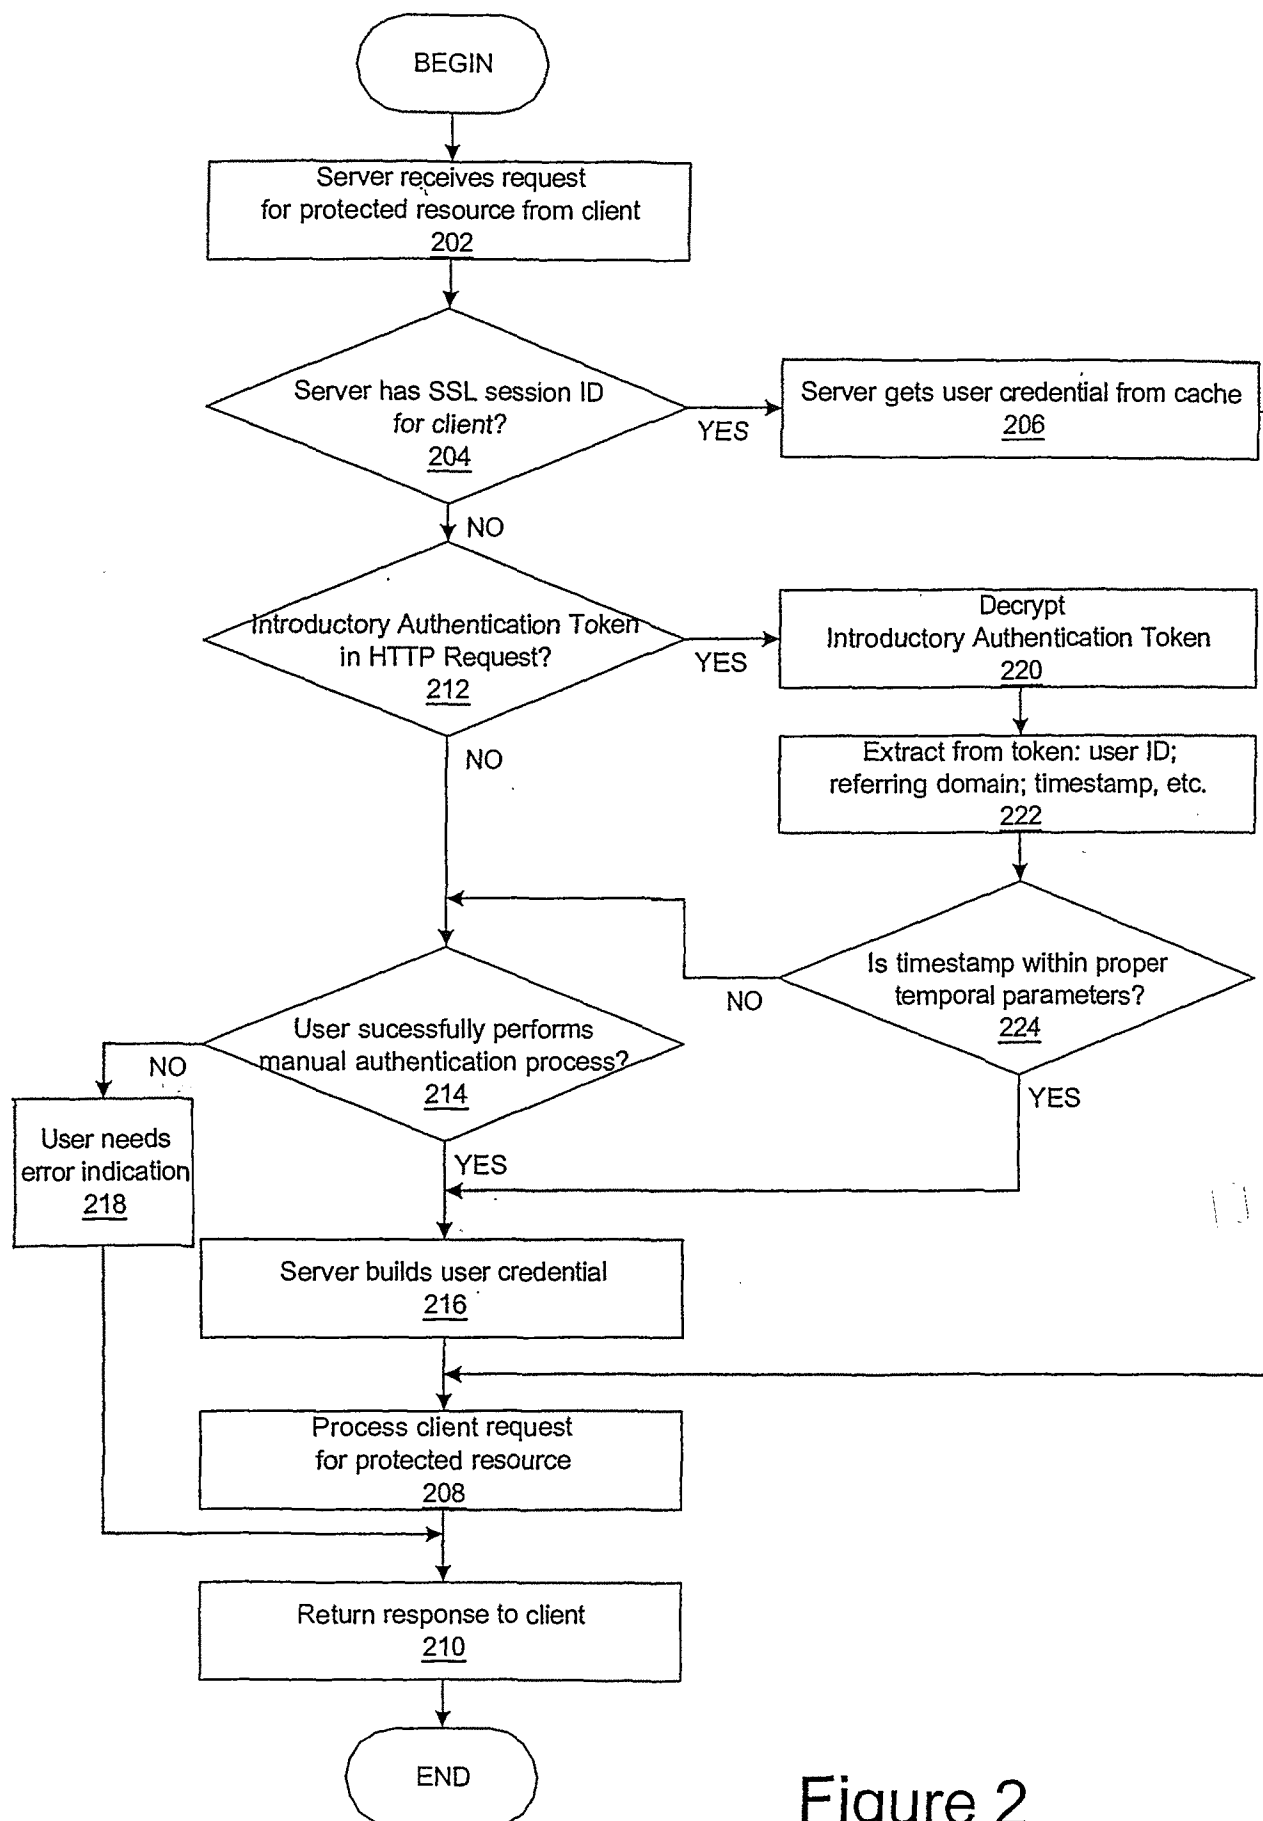 BEGIN
Server receives request
for protected resource from client
202
Server has SSL session ID
for client?
204
YES
Server gets user credential from cache
206
NO
Introductory Authentication Token
in HTTP Request?
212
YES
Decrypt
Introductory Authentication Token
220
NO
Extract from token: user ID;
referring domain; timestamp, etc.
222
Is timestamp within proper
temporal parameters?
224
NO
YES
User sucessfully performs
manual authentication process?
214
NO
YES
User needs
error indication
218
Server builds user credential
216
Process client request
for protected resource
208
Return response to client
210
END
Figure 2